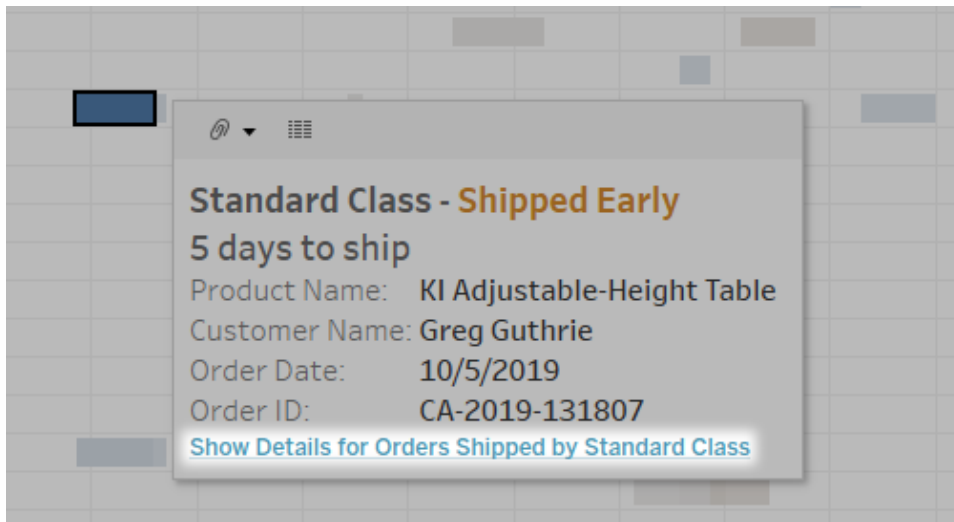 Standard Class - Shipped Early
5 days to ship
Product Name: KI Adjustable-Height Table
Customer Name: Greg Guthrie
Order Date: 10/5/2019
Order ID: CA-2019-131807
Show Details for Orders Shipped by Standard Class